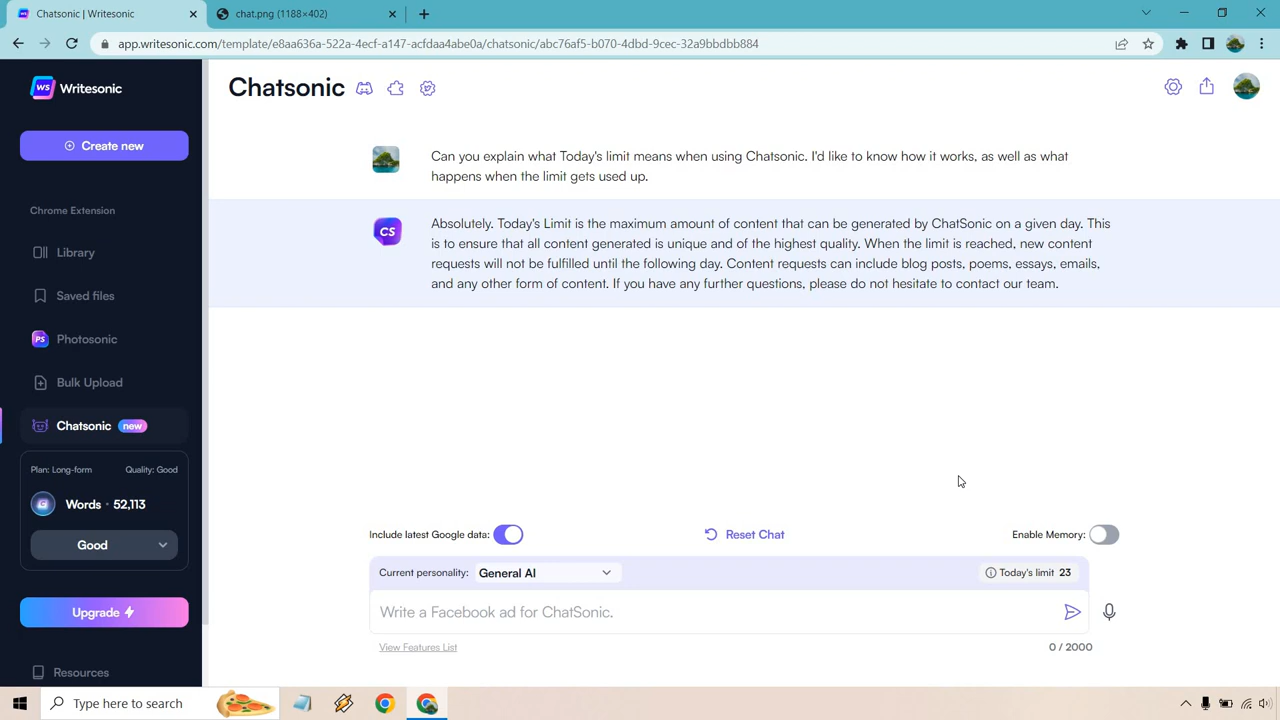 Chatsonic | Writesonic
chat.png (1188×402)
app.writesonic.com/template/e8aa636a-522a-4ecf-a147-acfdaa4abe0a/chatsonic/abc76af5-b070-4dbd-9cec-32a9bbdbb884
WS Writesonic
Create new
Chrome Extension
Library
Saved files
PS Photosonic
Bulk Upload
Chatsonic new
Plan: Long-form Quality: Good
Words · 52,113
Good
Upgrade
Resources
Chatsonic
Can you explain what Today's limit means when using Chatsonic. I'd like to know how it works, as well as what
happens when the limit gets used up.
CS
Absolutely. Today's Limit is the maximum amount of content that can be generated by ChatSonic on a given day. This
is to ensure that all content generated is unique and of the highest quality. When the limit is reached, new content
requests will not be fulfilled until the following day. Content requests can include blog posts, poems, essays, emails,
and any other form of content. If you have any further questions, please do not hesitate to contact our team.
Include latest Google data: Reset Chat Enable Memory:
Current personality: General AI Today's limit 23
Write a Facebook ad for ChatSonic.
View Features List 0 / 2000
Type here to search